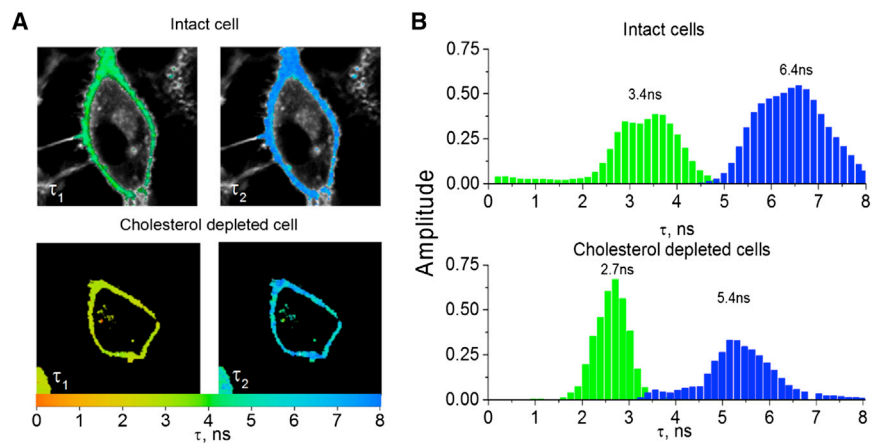 A
Intact cell
τ1
τ2
Cholesterol depleted cell
τ1
τ2
0 1 2 3 4 5 6 7 8
τ, ns
B
Intact cells
0.75
0.50
0.25
0.00
3.4ns
6.4ns
0 1 2 3 4 5 6 7 8
τ, ns
Amplitude
Cholesterol depleted cells
0.75
0.50
0.25
0.00
2.7ns
5.4ns
0 1 2 3 4 5 6 7 8
τ, ns